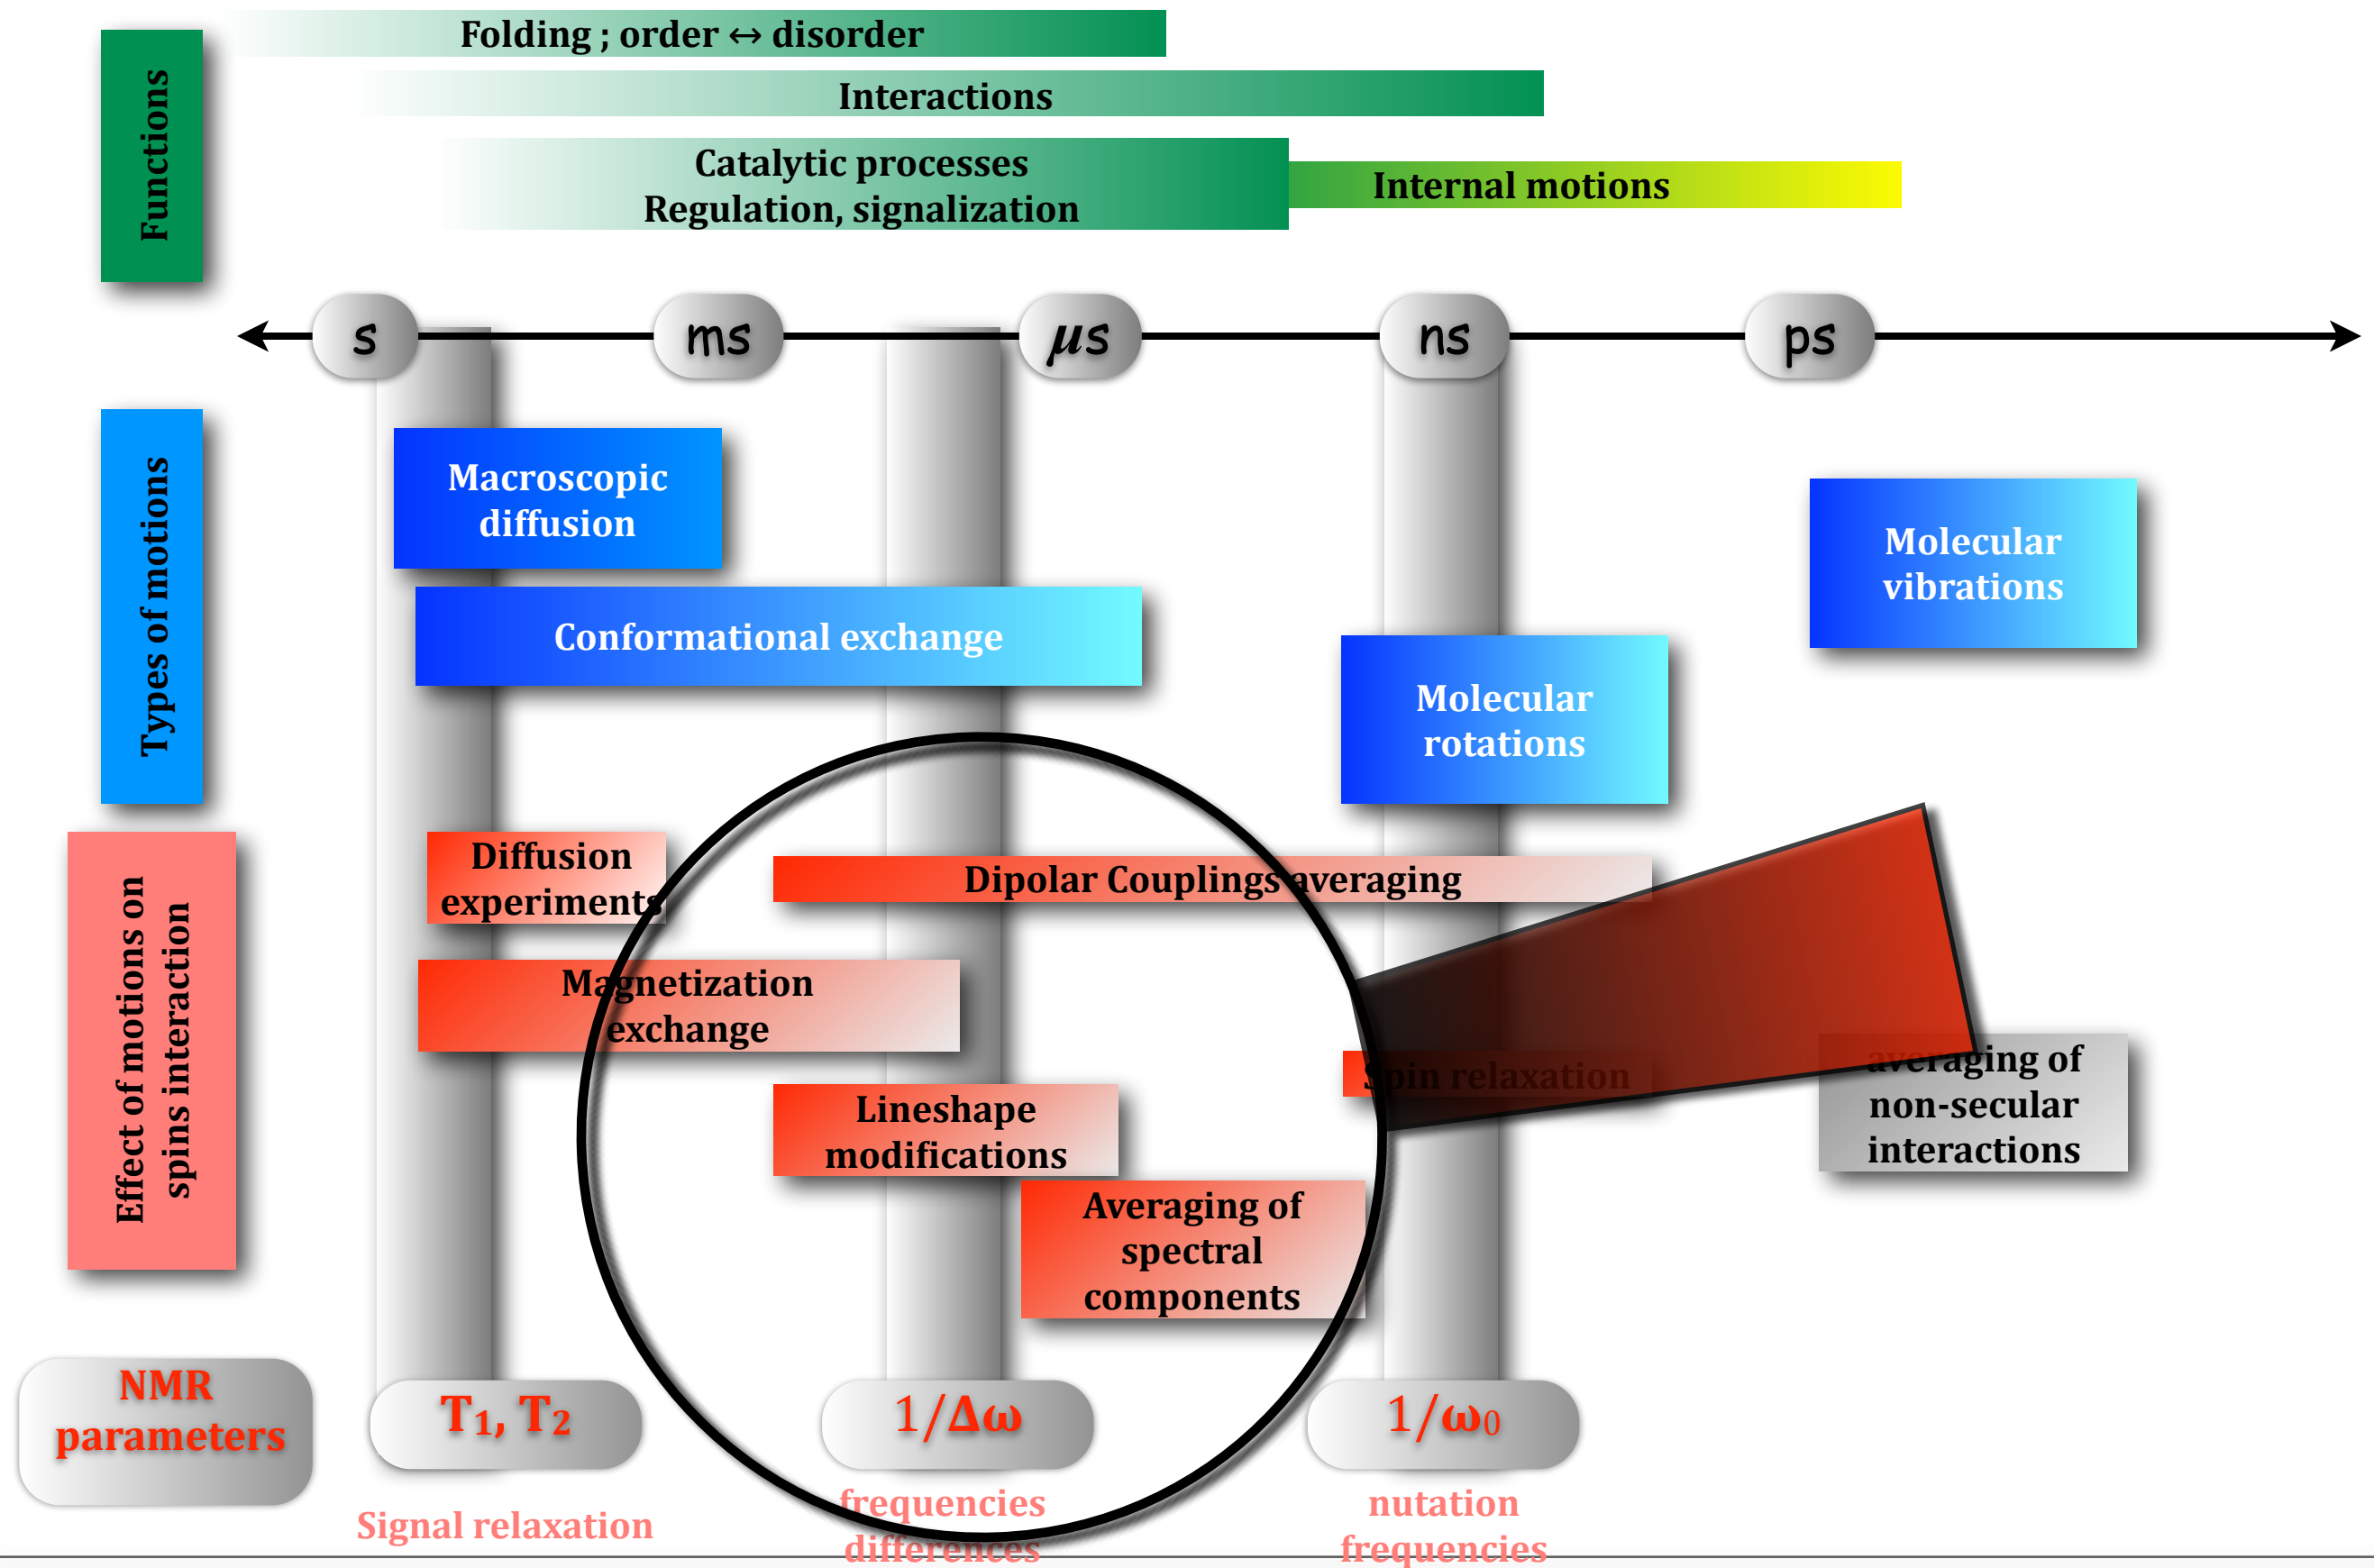 Functions
Folding ; order ↔ disorder
Interactions
Catalytic processes
Regulation, signalization
Internal motions
s
ms
μs
ns
ps
Types of motions
Macroscopic
diffusion
Conformational exchange
Molecular
rotations
Molecular
vibrations
Effect of motions on
spins interaction
Diffusion
experiments
Dipolar Couplings averaging
Magnetization
exchange
Spin relaxation
Lineshape
modifications
averaging of
non-secular
interactions
Averaging of
spectral
components
NMR
parameters
T₁, T₂
1/Δω
1/ω₀
Signal relaxation
frequencies
differences
nutation
frequencies